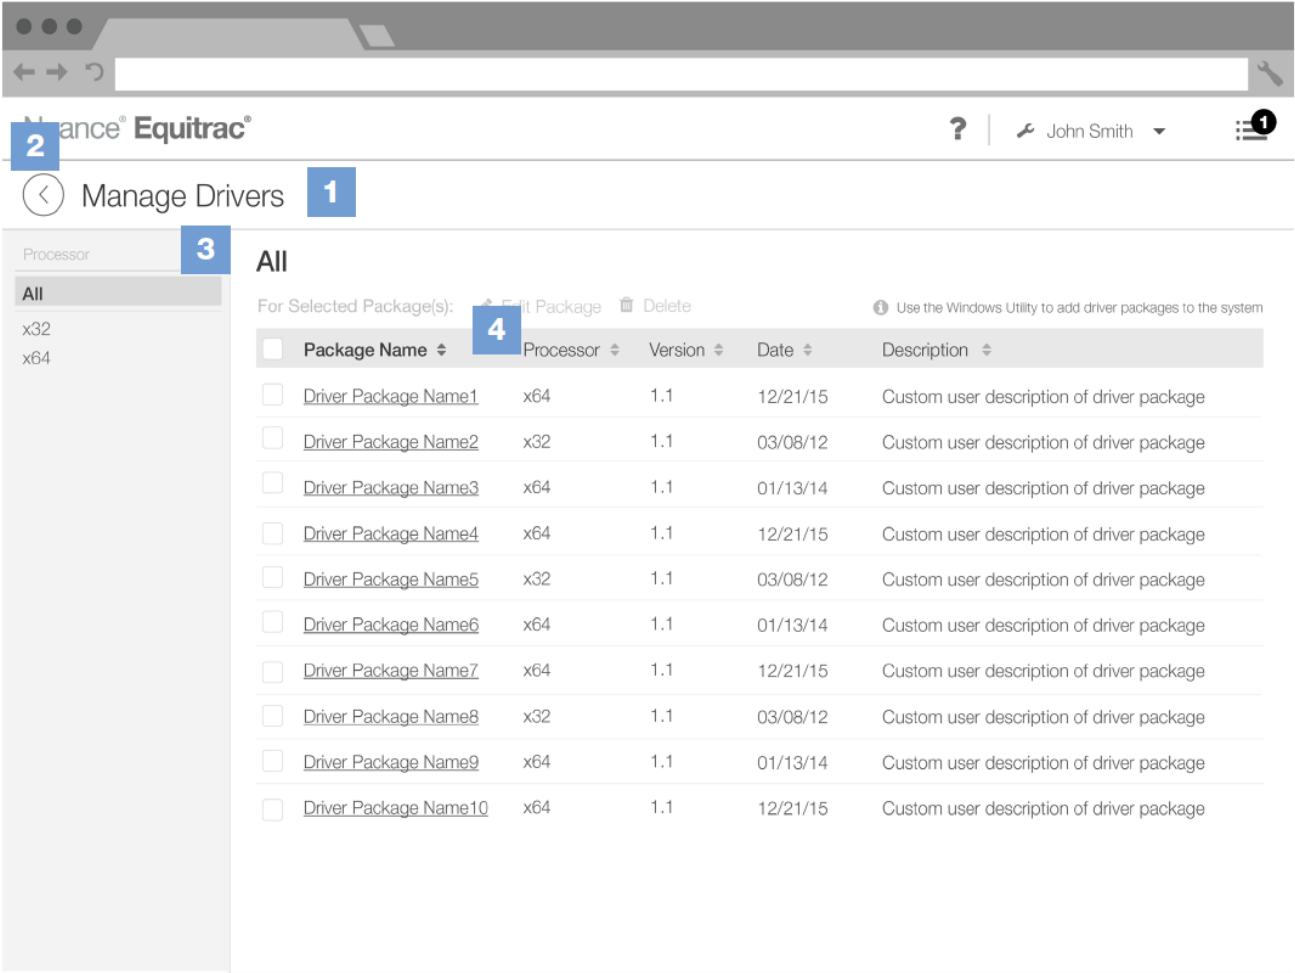 ance® Equitrac®
? John Smith 1
2
Manage Drivers 1
Processor 3
All
x32
x64
All
For Selected Package(s): Edit Package Delete
Use the Windows Utility to add driver packages to the system
4
Package Name Processor Version Date Description
Driver Package Name1 x64 1.1 12/21/15 Custom user description of driver package
Driver Package Name2 x32 1.1 03/08/12 Custom user description of driver package
Driver Package Name3 x64 1.1 01/13/14 Custom user description of driver package
Driver Package Name4 x64 1.1 12/21/15 Custom user description of driver package
Driver Package Name5 x32 1.1 03/08/12 Custom user description of driver package
Driver Package Name6 x64 1.1 01/13/14 Custom user description of driver package
Driver Package Name7 x64 1.1 12/21/15 Custom user description of driver package
Driver Package Name8 x32 1.1 03/08/12 Custom user description of driver package
Driver Package Name9 x64 1.1 01/13/14 Custom user description of driver package
Driver Package Name10 x64 1.1 12/21/15 Custom user description of driver package